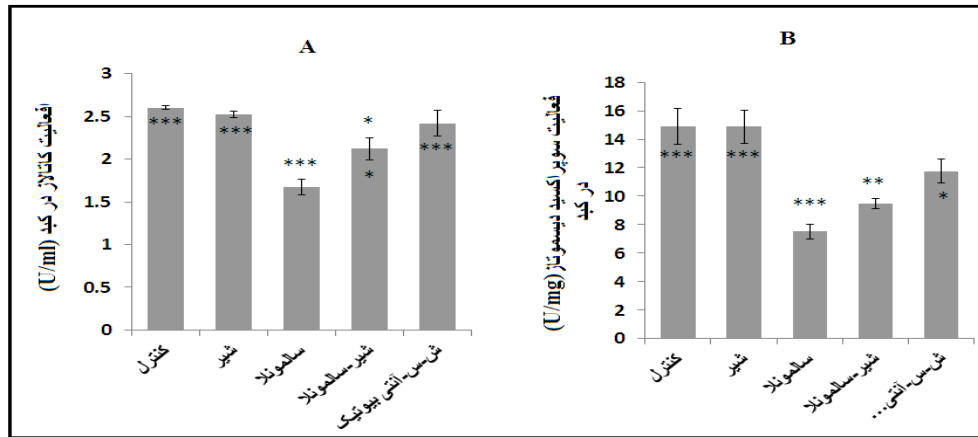 A
فعالیت کاتالاز در کبد (U/ml)
3
2.5
2
1.5
1
0.5
0
***
***
***
*
*
***
کنترل
شیر
سالمونلا
شیر-سالمونلا
ش-س-آنتی بیوتیک
B
فعالیت سوپر اکسید دیسموتاز (U/mg)
در کبد
18
16
14
12
10
8
6
4
2
0
***
***
***
**
*
کنترل
شیر
سالمونلا
شیر-سالمونلا
ش-س-آنتی...